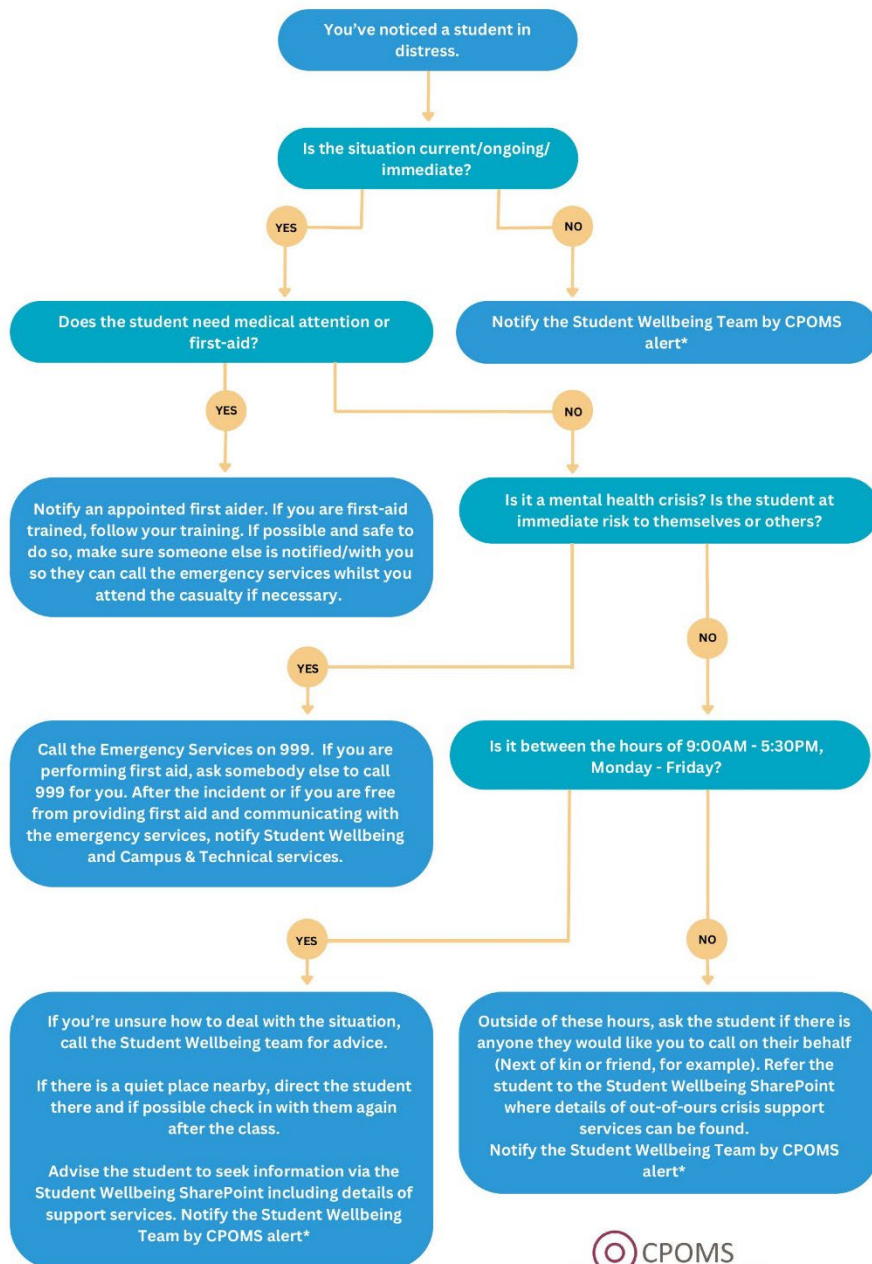 You've noticed a student in
distress.
Is the situation current/ongoing/
immediate?
YES
NO
Does the student need medical attention or
first-aid?
Notify the Student Wellbeing Team by CPOMS
alert*
YES
NO
Notify an appointed first aider. If you are first-aid
trained, follow your training. If possible and safe to
do so, make sure someone else is notified/with you
so they can call the emergency services whilst you
attend the casualty if necessary.
Is it a mental health crisis? Is the student at
immediate risk to themselves or others?
YES
NO
Call the Emergency Services on 999. If you are
performing first aid, ask somebody else to call
999 for you. After the incident or if you are free
from providing first aid and communicating with
the emergency services, notify Student Wellbeing
and Campus & Technical services.
Is it between the hours of 9:00AM - 5:30PM,
Monday - Friday?
YES
NO
If you're unsure how to deal with the situation,
call the Student Wellbeing team for advice.
If there is a quiet place nearby, direct the student
there and if possible check in with them again
after the class.
Advise the student to seek information via the
Student Wellbeing SharePoint including details of
support services. Notify the Student Wellbeing
Team by CPOMS alert*
Outside of these hours, ask the student if there is
anyone they would like you to call on their behalf
(Next of kin or friend, for example). Refer the
student to the Student Wellbeing SharePoint
where details of out-of-ours crisis support
services can be found.
Notify the Student Wellbeing Team by CPOMS
alert*
CPOMS